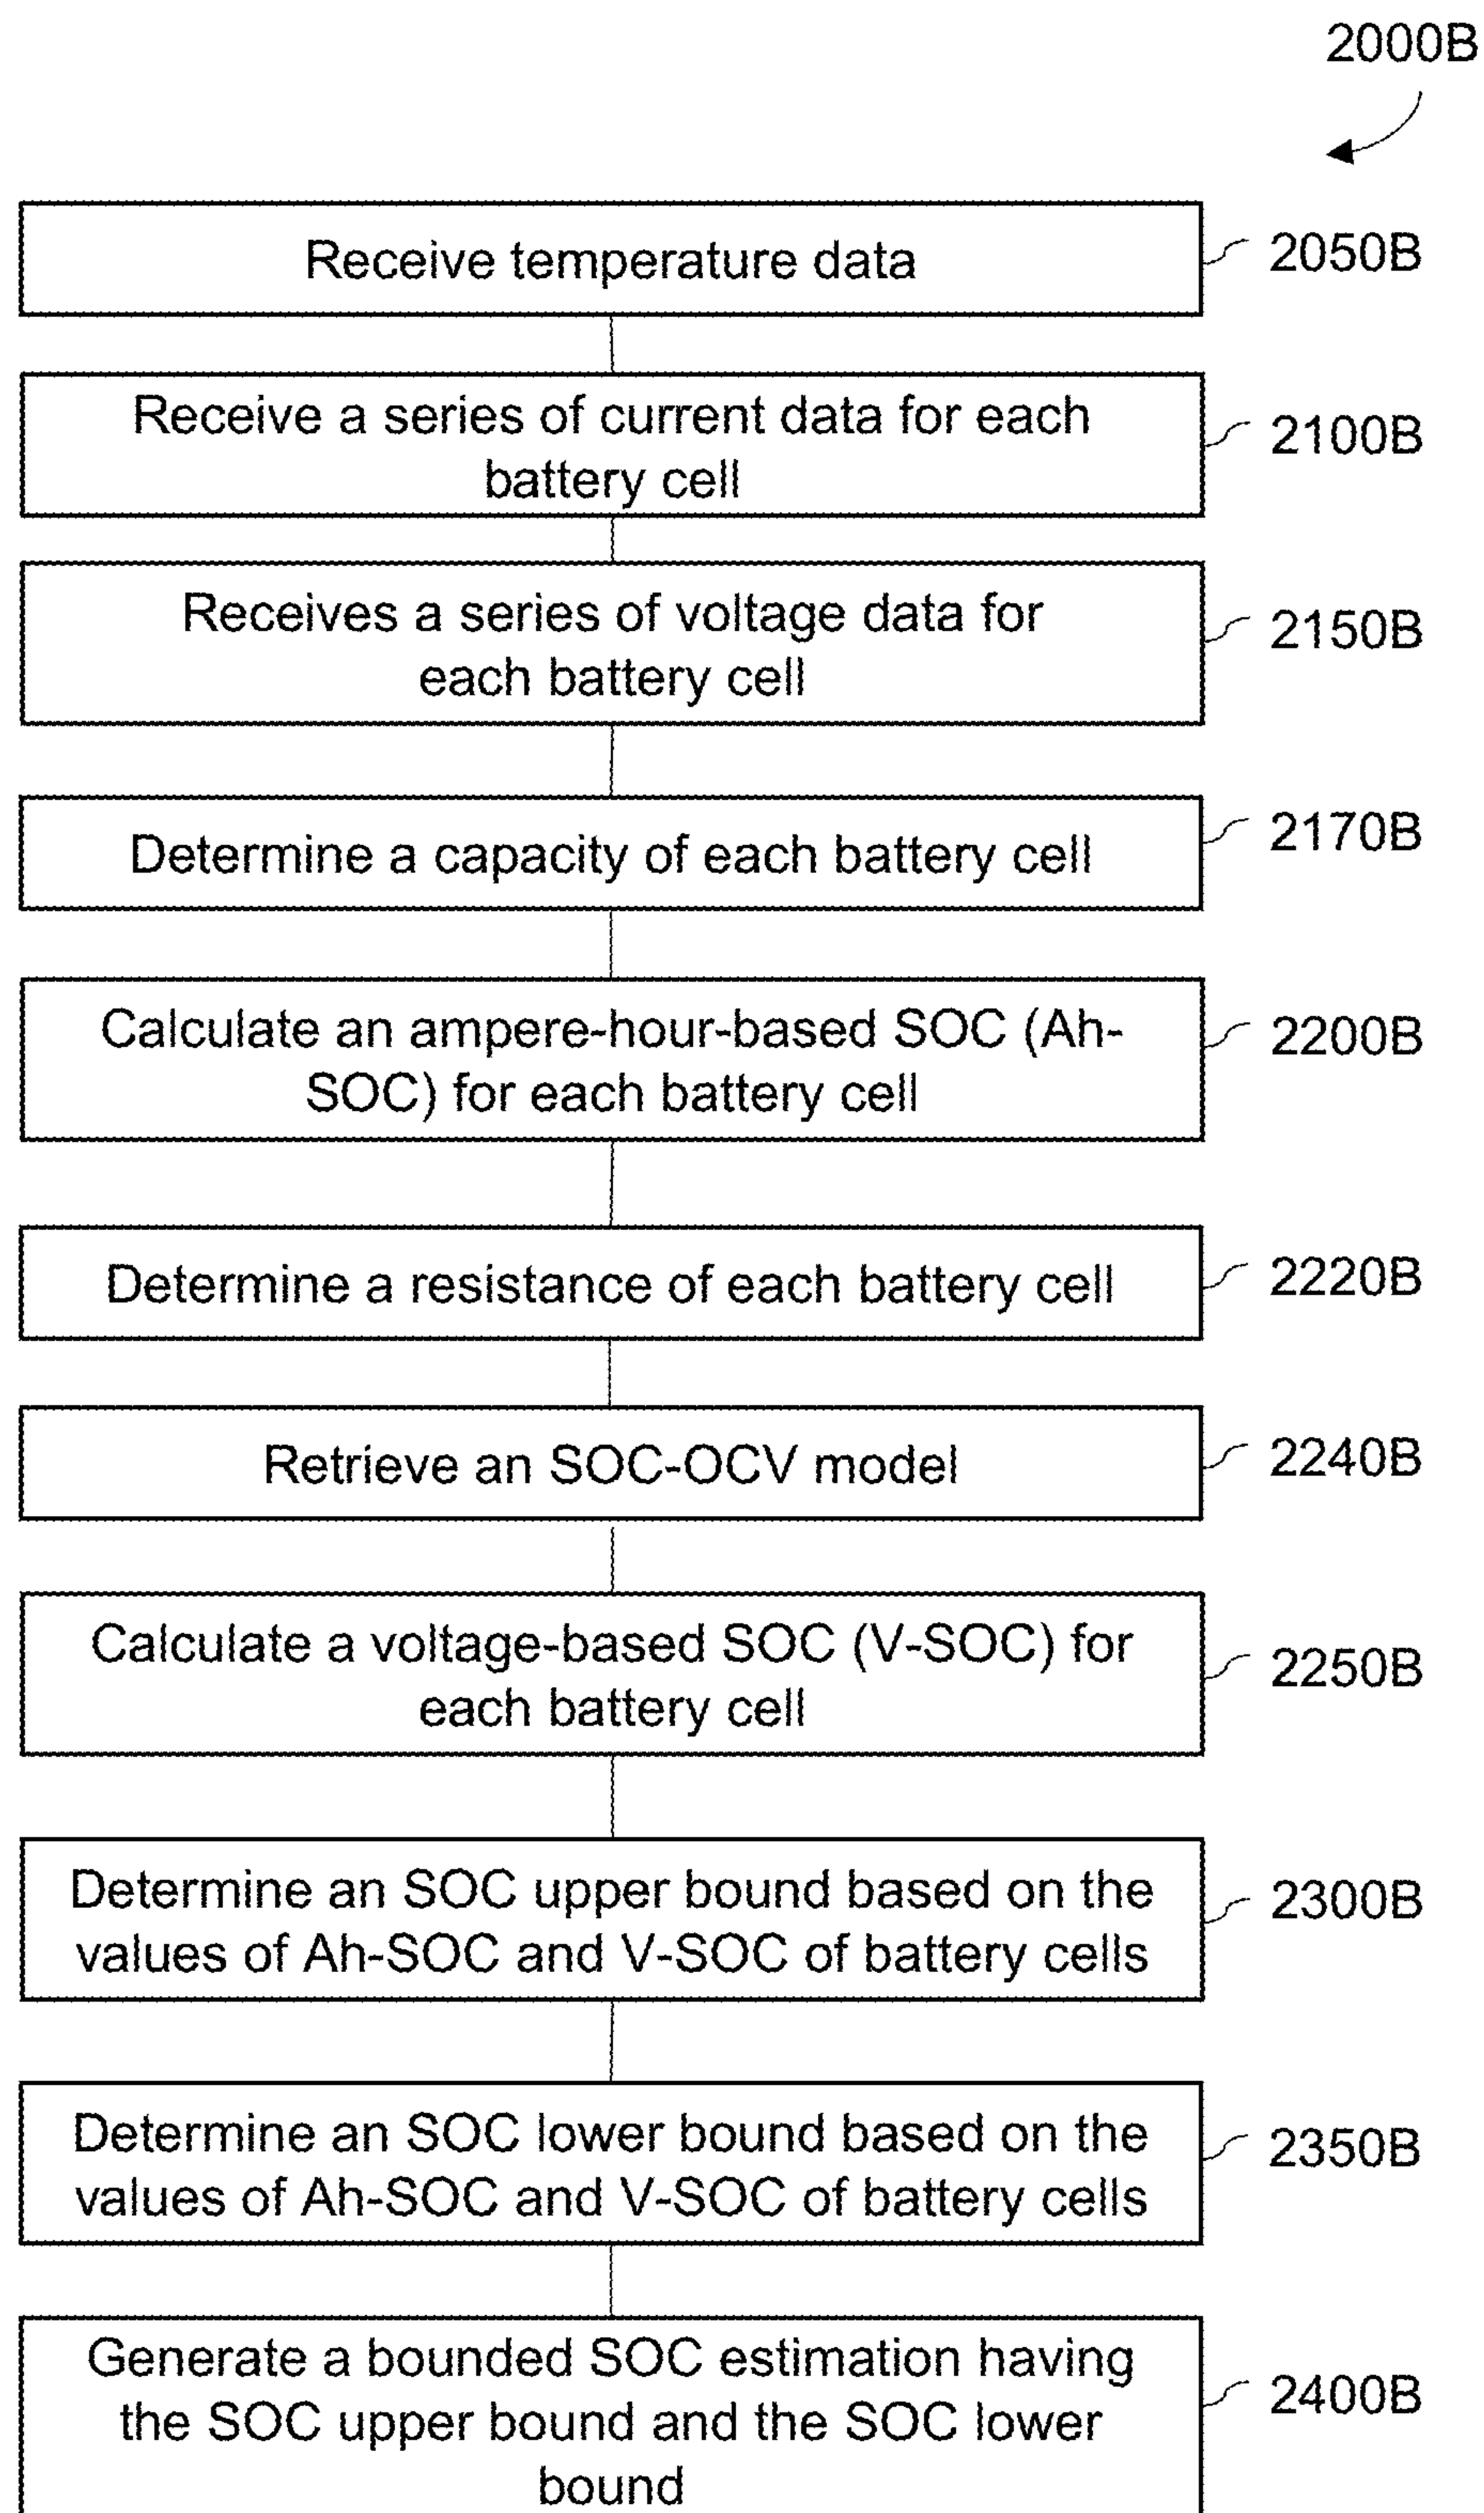 2000B
Receive temperature data
2050B
Receive a series of current data for each
battery cell
2100B
Receives a series of voltage data for
each battery cell
2150B
Determine a capacity of each battery cell
2170B
Calculate an ampere-hour-based SOC (Ah-
SOC) for each battery cell
2200B
Determine a resistance of each battery cell
2220B
Retrieve an SOC-OCV model
2240B
Calculate a voltage-based SOC (V-SOC) for
each battery cell
2250B
Determine an SOC upper bound based on the
values of Ah-SOC and V-SOC of battery cells
2300B
Determine an SOC lower bound based on the
values of Ah-SOC and V-SOC of battery cells
2350B
Generate a bounded SOC estimation having
the SOC upper bound and the SOC lower
bound
2400B